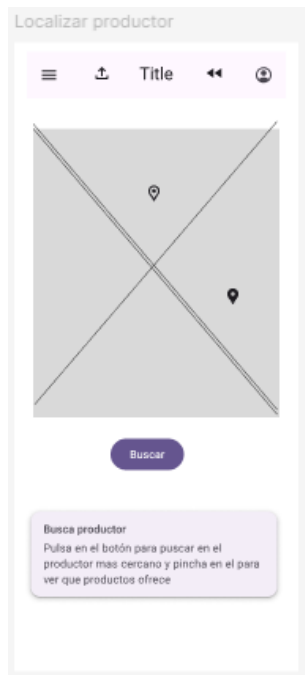 Localizar productor
Title
Buscar
Busca productor
Pulsa en el botón para puscar en el
productor mas cercano y pincha en el para
ver que productos ofrece